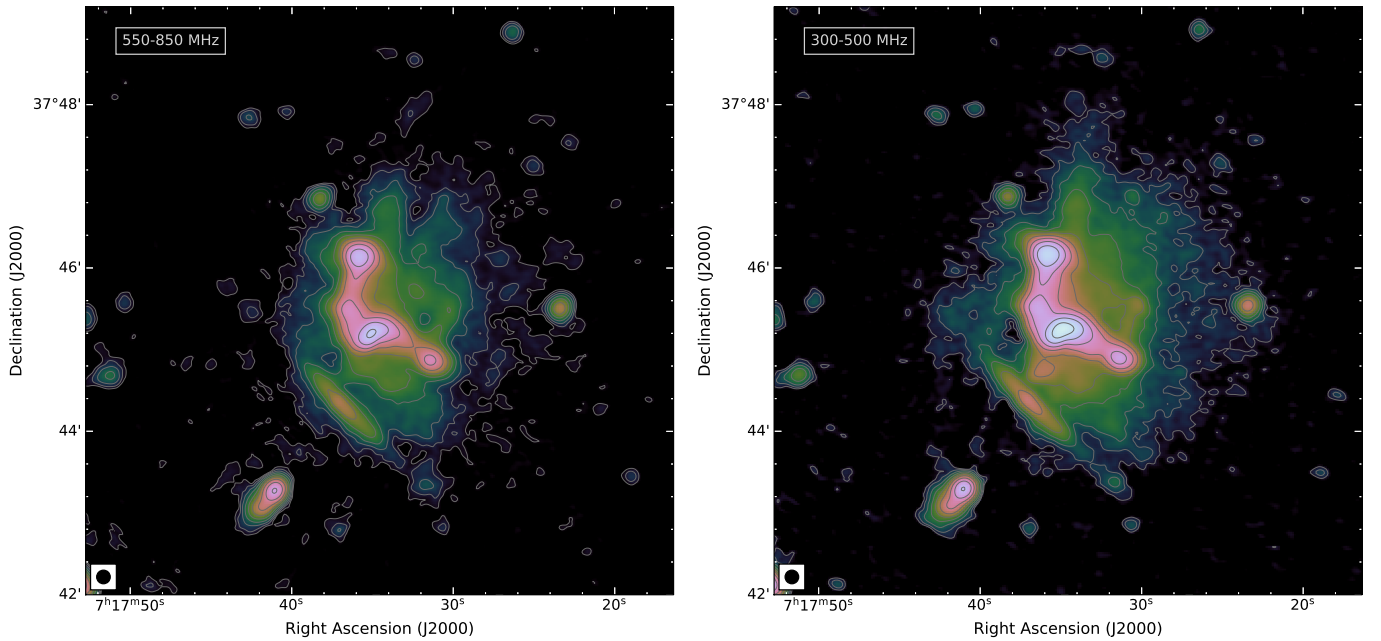 550-850 MHz
37°48'
46'
44'
42'
7ʰ17ᵐ50ˢ
40ˢ
30ˢ
20ˢ
Declination (J2000)
Right Ascension (J2000)
300-500 MHz
37°48'
46'
44'
42'
7ʰ17ᵐ50ˢ
40ˢ
30ˢ
20ˢ
Declination (J2000)
Right Ascension (J2000)